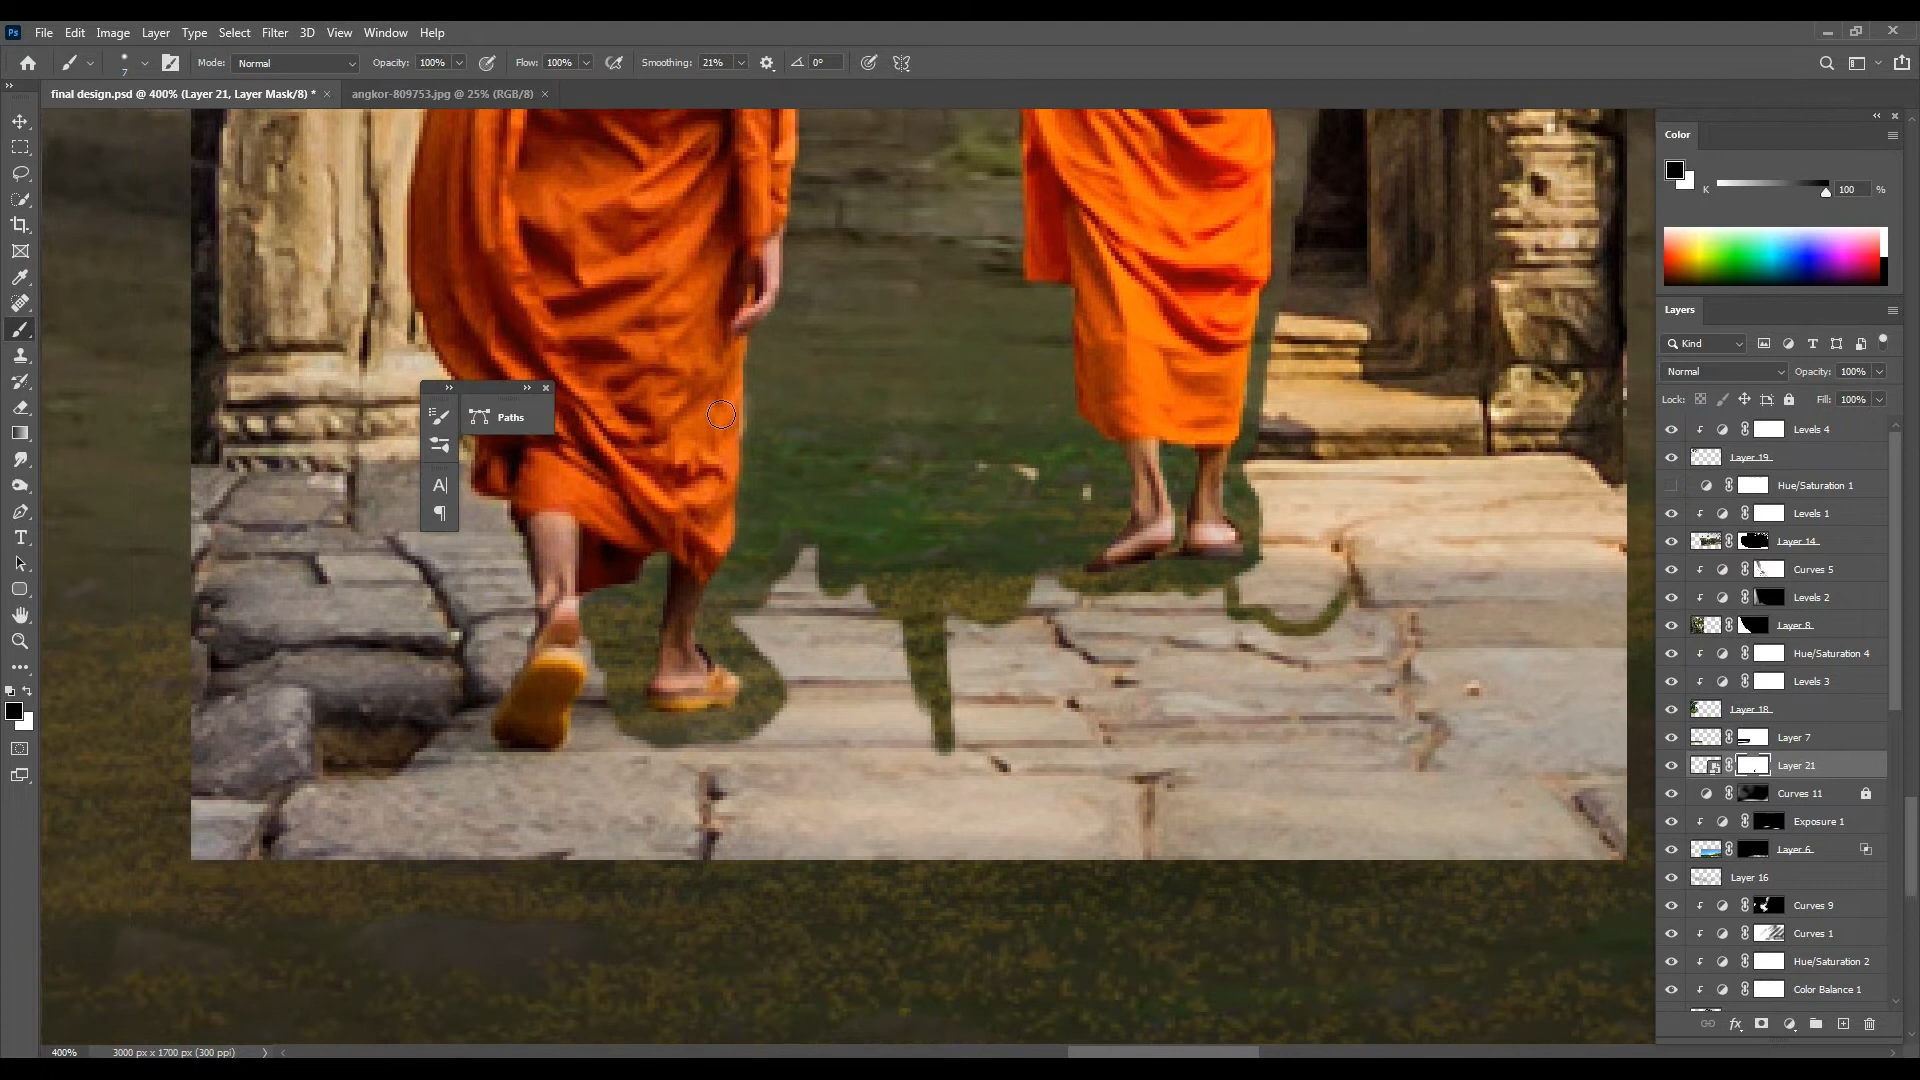 Ps File Edit Image Layer Type Select Filter 3D View Window Help
7 Mode: Normal Opacity: 100% Flow: 100% Smoothing: 21% 0°
final design.psd @ 400% (Layer 21, Layer Mask/8) * × angkor-809753.jpg @ 25% (RGB/8) ×
Color
K 100 %
Layers
Kind
Normal Opacity: 100%
Lock: Fill: 100%
Levels 4
Layer 19
Hue/Saturation 1
Levels 1
Layer 14
Curves 5
Levels 2
Layer 8
Hue/Saturation 4
Levels 3
Layer 18
Layer 7
Layer 21
Curves 11
Exposure 1
Layer 6
Layer 16
Curves 9
Curves 1
Hue/Saturation 2
Color Balance 1
fx
Paths
A|
¶
T
400% 3000 px x 1700 px (300 ppi)